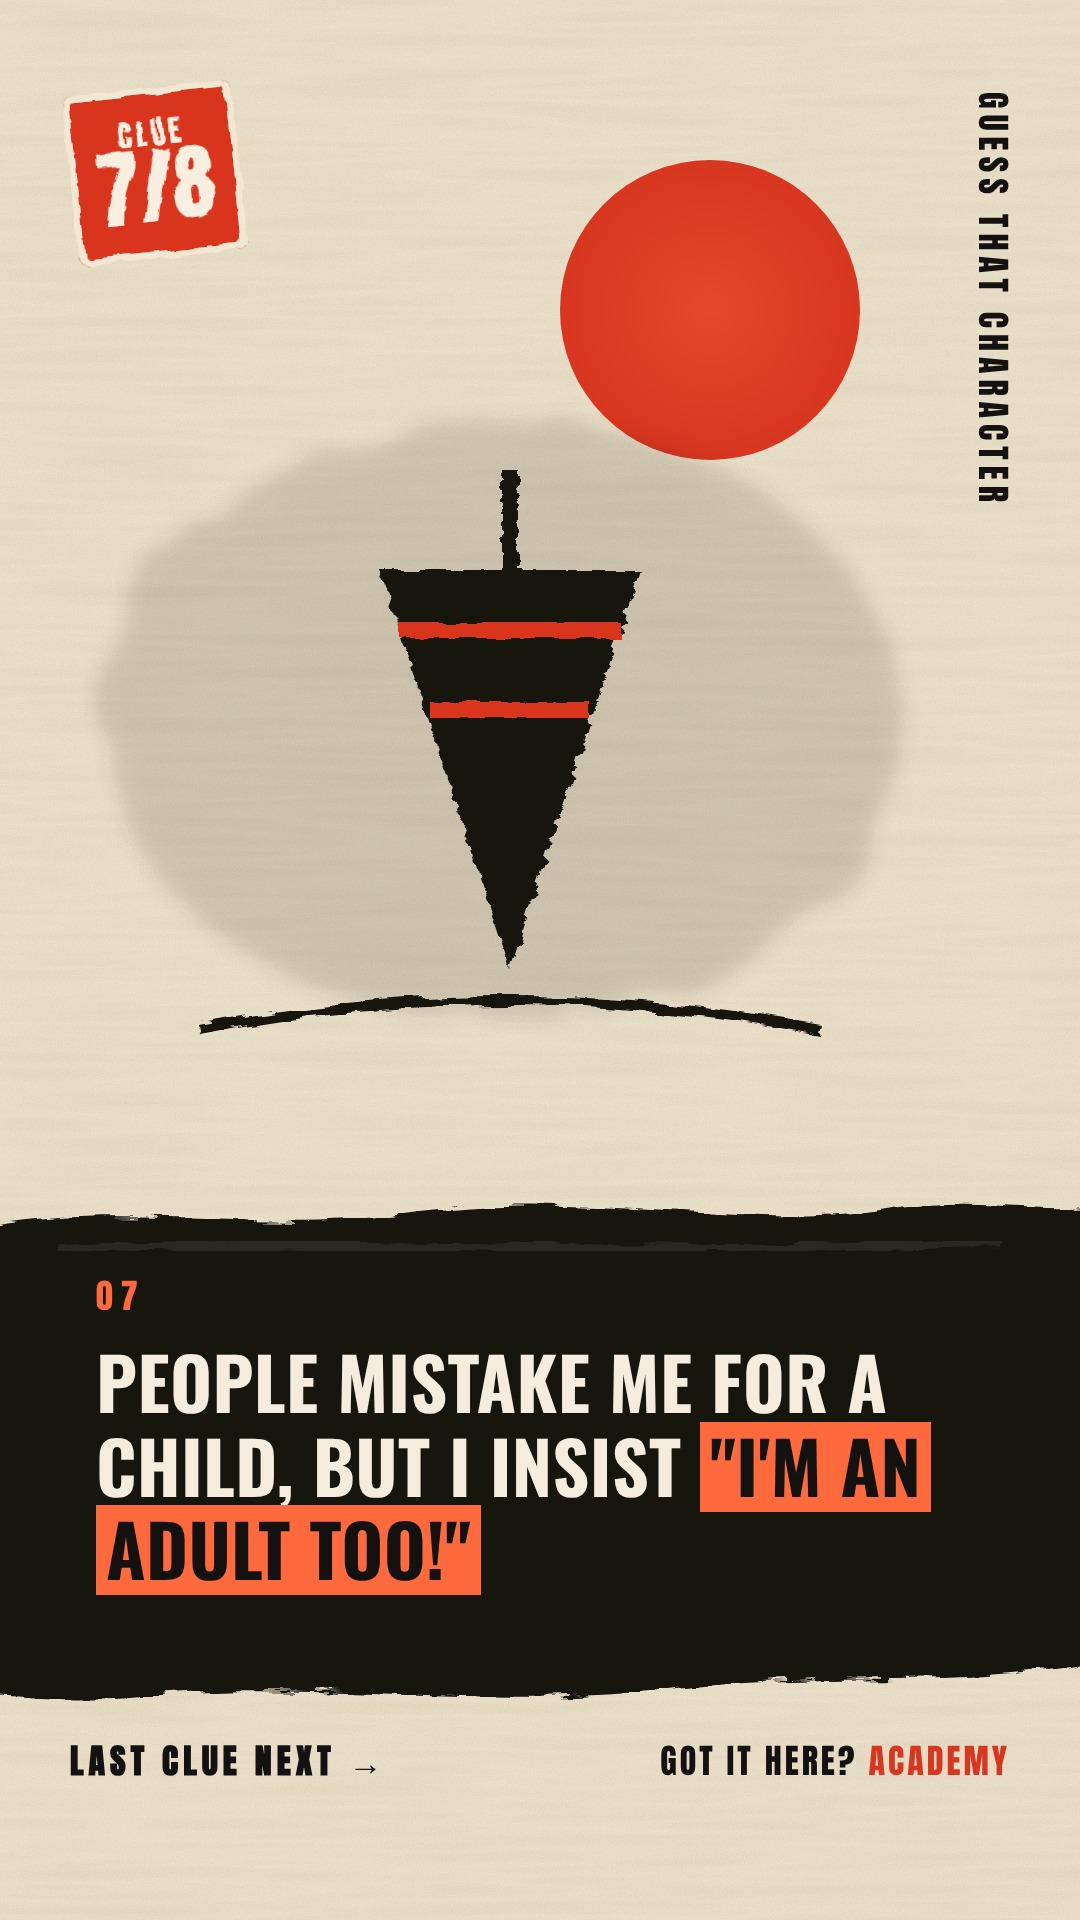 CLUE
7/8
GUESS THAT CHARACTER
07
PEOPLE MISTAKE ME FOR A
CHILD, BUT I INSIST "I'M AN
ADULT TOO!"
LAST CLUE NEXT →
GOT IT HERE? ACADEMY